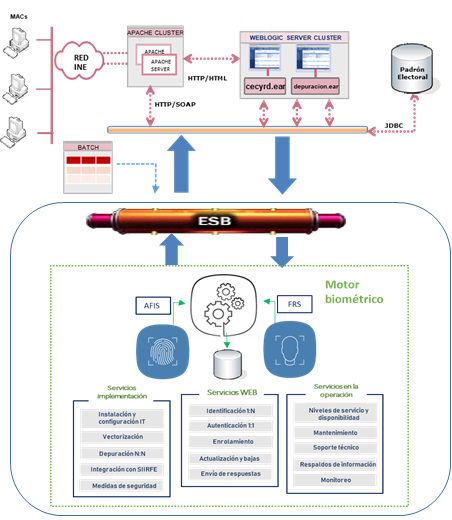 MACs
RED
INE
APACHE CLUSTER
APACHE
APACHE
SERVER
WEBLOGIC SERVER CLUSTER
cecyrd.ear
depuracion.ear
HTTP/HTML
HTTP/SOAP
Padrón
Electoral
JDBC
BATCH
ESB
Motor
biométrico
AFIS
FRS
Servicios
implementación
Instalación y
configuración IT
Vectorización
Depuración N:N
Integración con SIIRFE
Medidas de seguridad
Servicios WEB
Identificación 1:N
Autenticación 1:1
Enrolamiento
Actualización y bajas
Envío de respuestas
Servicios en la
operación
Niveles de servicio y
disponibilidad
Mantenimiento
Soporte técnico
Respaldos de información
Monitoreo